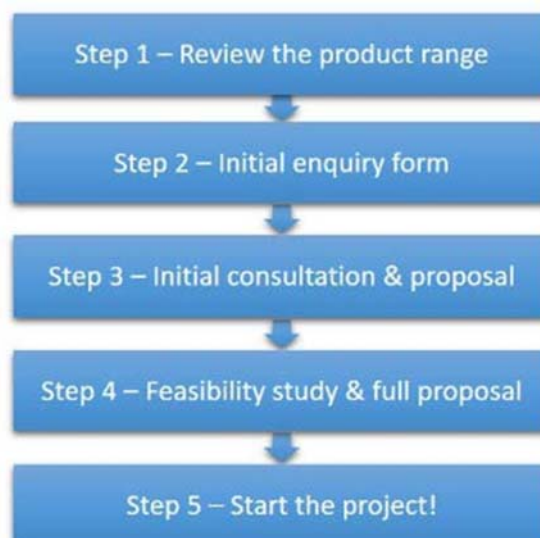 Step 1 – Review the product range
Step 2 – Initial enquiry form
Step 3 – Initial consultation & proposal
Step 4 – Feasibility study & full proposal
Step 5 – Start the project!